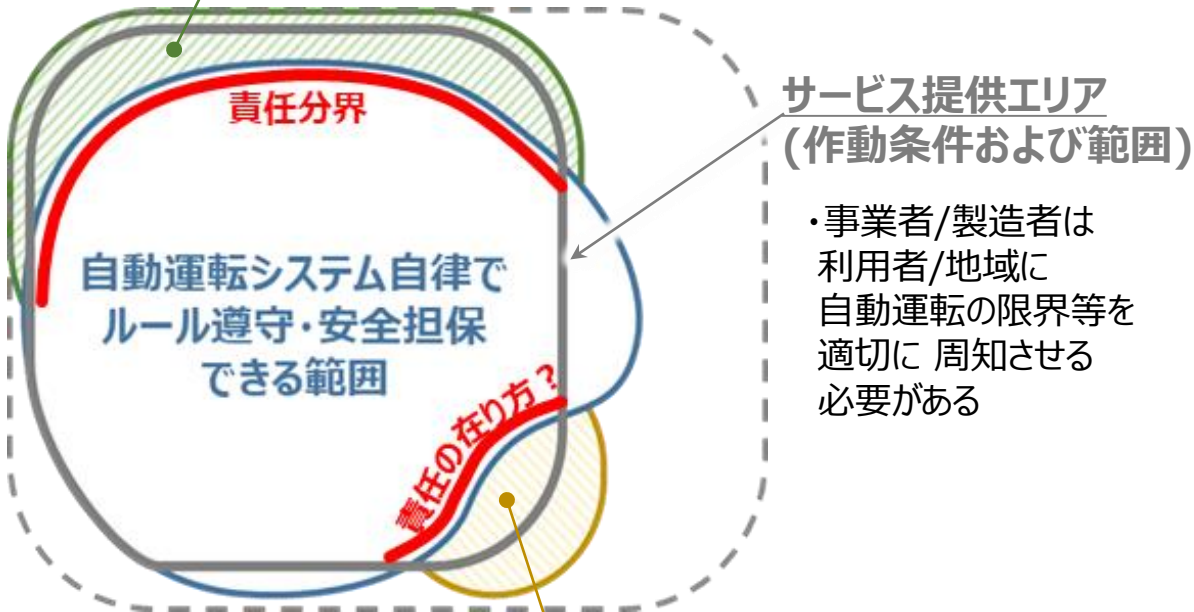 責任分界
サービス提供エリア
(作動条件および範囲)
・事業者/製造者は
利用者/地域に
自動運転の限界等を
適切に 周知させる
必要がある
自動運転システム自律で
ルール遵守・安全担保
できる範囲
責任の在り方？